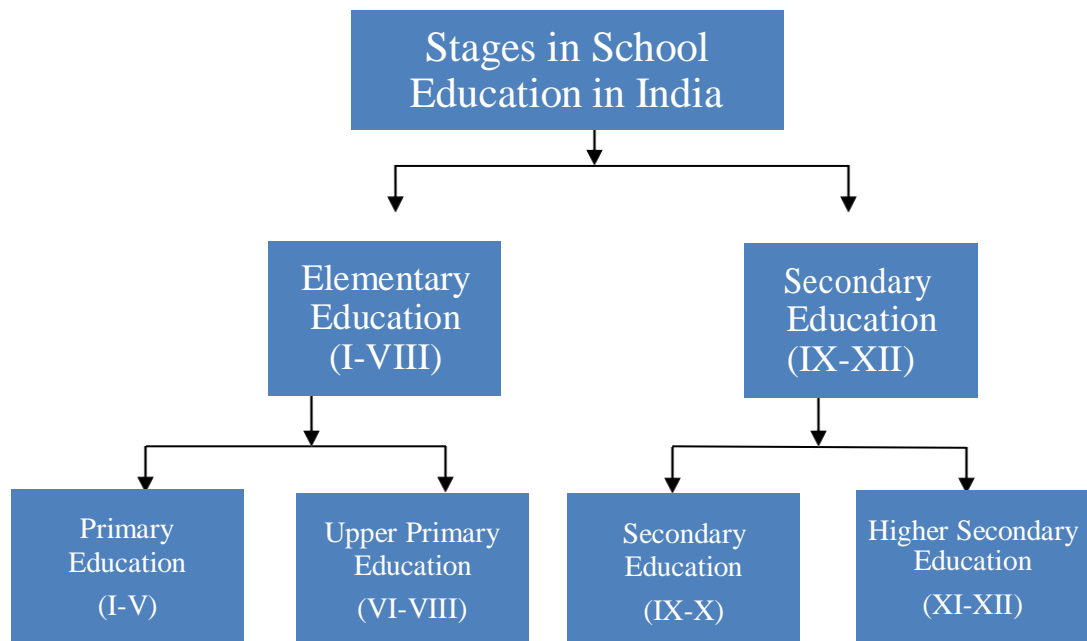 Stages in School
Education in India
Elementary
Education
(I-VIII)
Secondary
Education
(IX-XII)
Primary
Education
(I-V)
Upper Primary
Education
(VI-VIII)
Secondary
Education
(IX-X)
Higher Secondary
Education
(XI-XII)